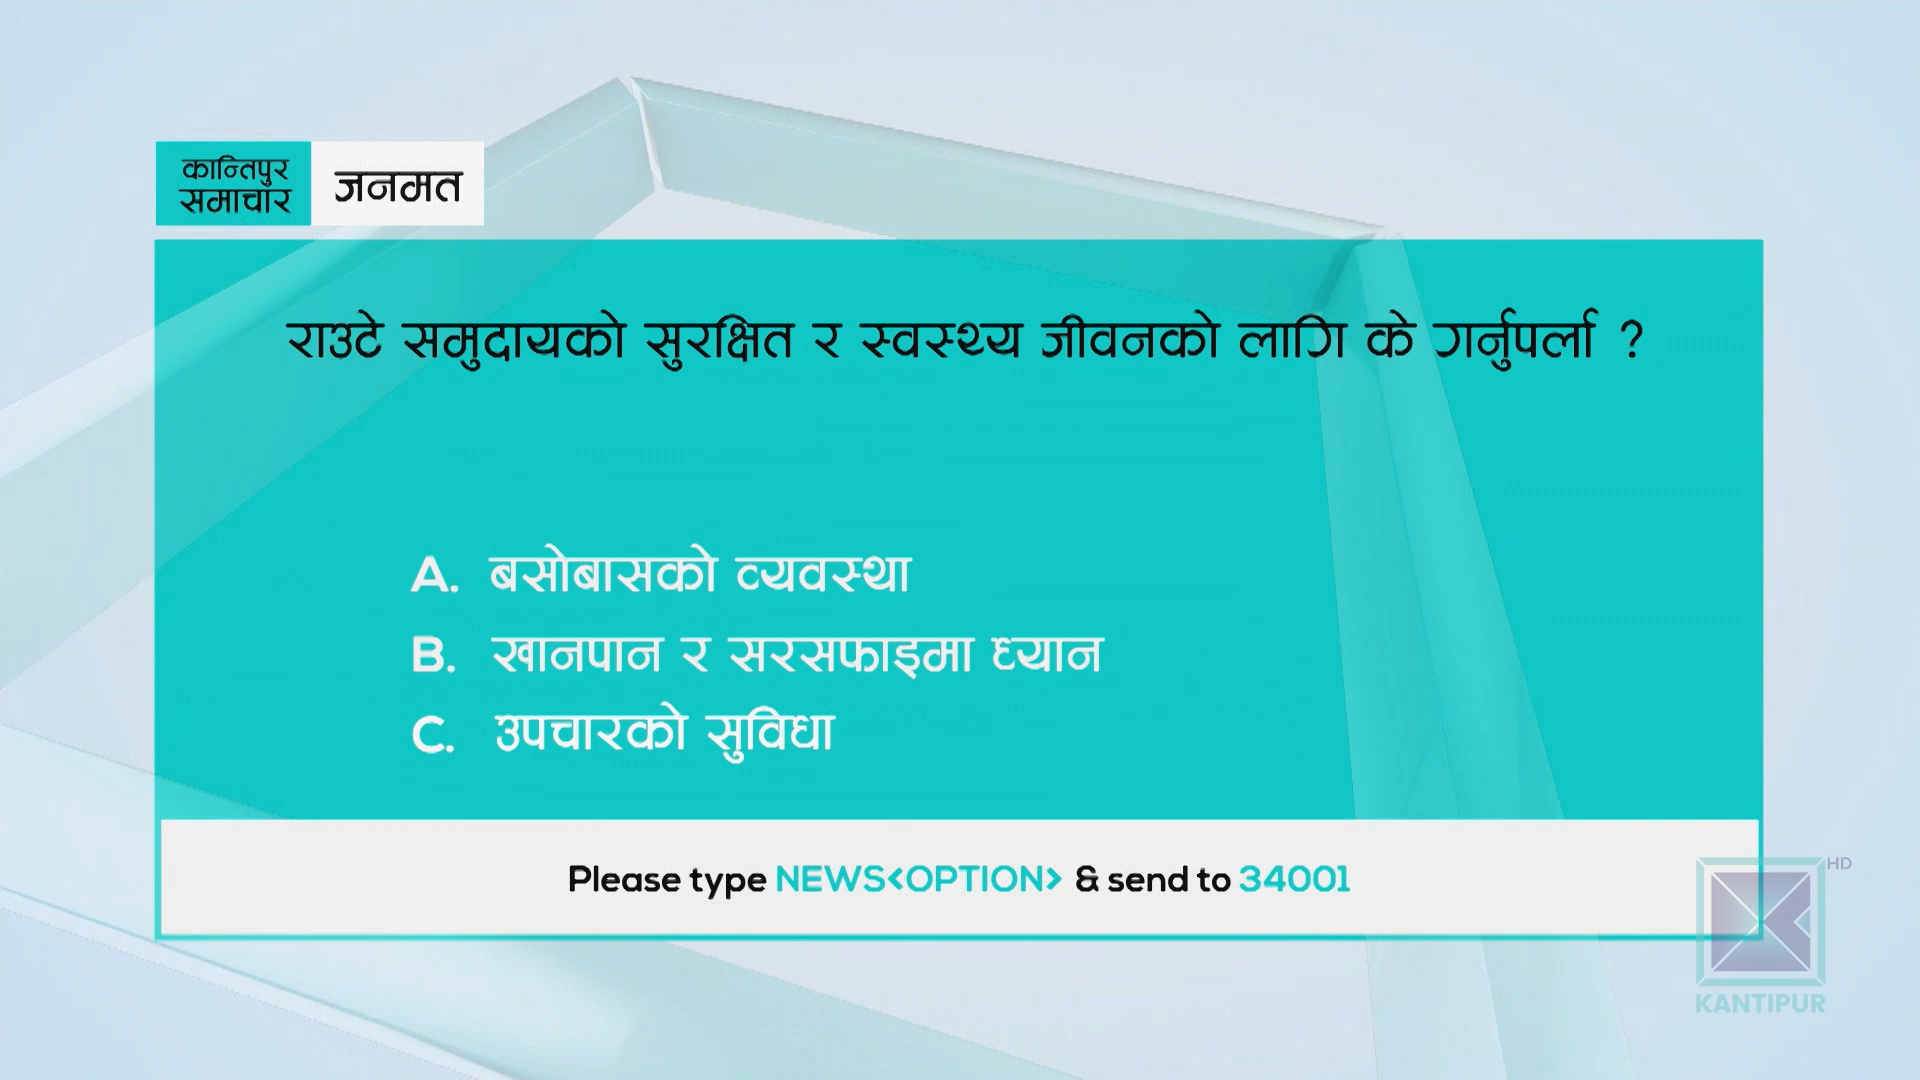 कान्तिपुर
समाचार
जनमत
राउटे समुदायको सुरक्षित र स्वस्थ्य जीवनको लागि के गर्नुपर्ला ?
A. बसोबासको व्यवस्था
B. खानपान र सरसफाइमा ध्यान
C. उपचारको सुविधा
Please type NEWS<OPTION> & send to 34001
HD
KANTIPUR